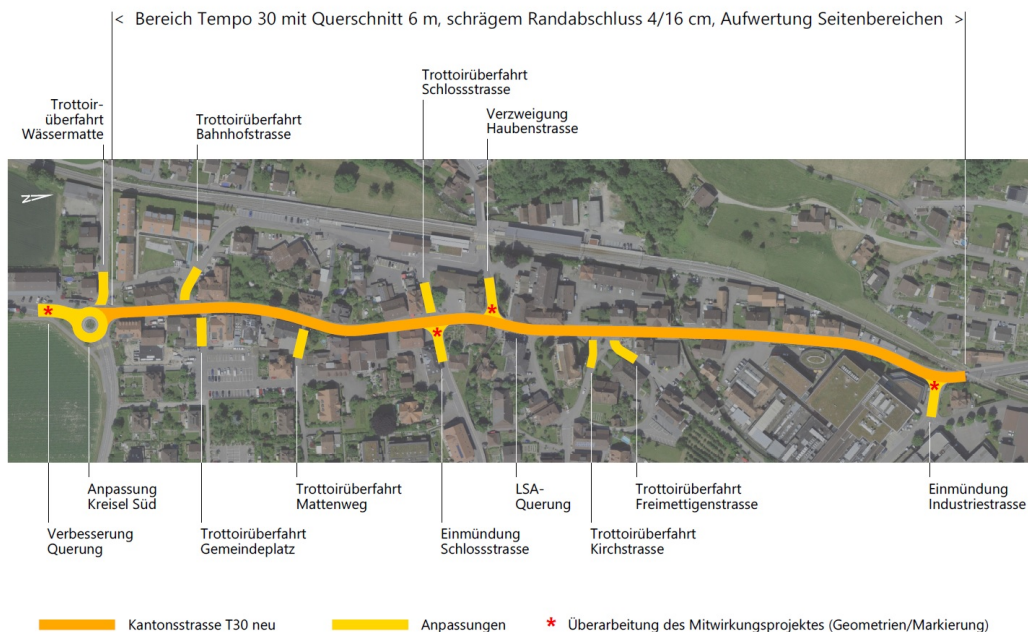 < Bereich Tempo 30 mit Querschnitt 6 m, schrägem Randabschluss 4/16 cm, Aufwertung Seitenbereichen >
Trottoirüberfahrt
Schlossstrasse
Trottoir-
überfahrt
Wässermatte
Trottoirüberfahrt
Bahnhofstrasse
Verzweigung
Haubenstrasse
N
*
*
*
*
Anpassung
Kreisel Süd
Trottoirüberfahrt
Mattenweg
LSA-
Querung
Trottoirüberfahrt
Freimettigenstrasse
Einmündung
Industriestrasse
Verbesserung
Querung
Trottoirüberfahrt
Gemeindeplatz
Einmündung
Schlossstrasse
Trottoirüberfahrt
Kirchstrasse
Kantonsstrasse T30 neu
Anpassungen
* Überarbeitung des Mitwirkungsprojektes (Geometrien/Markierung)